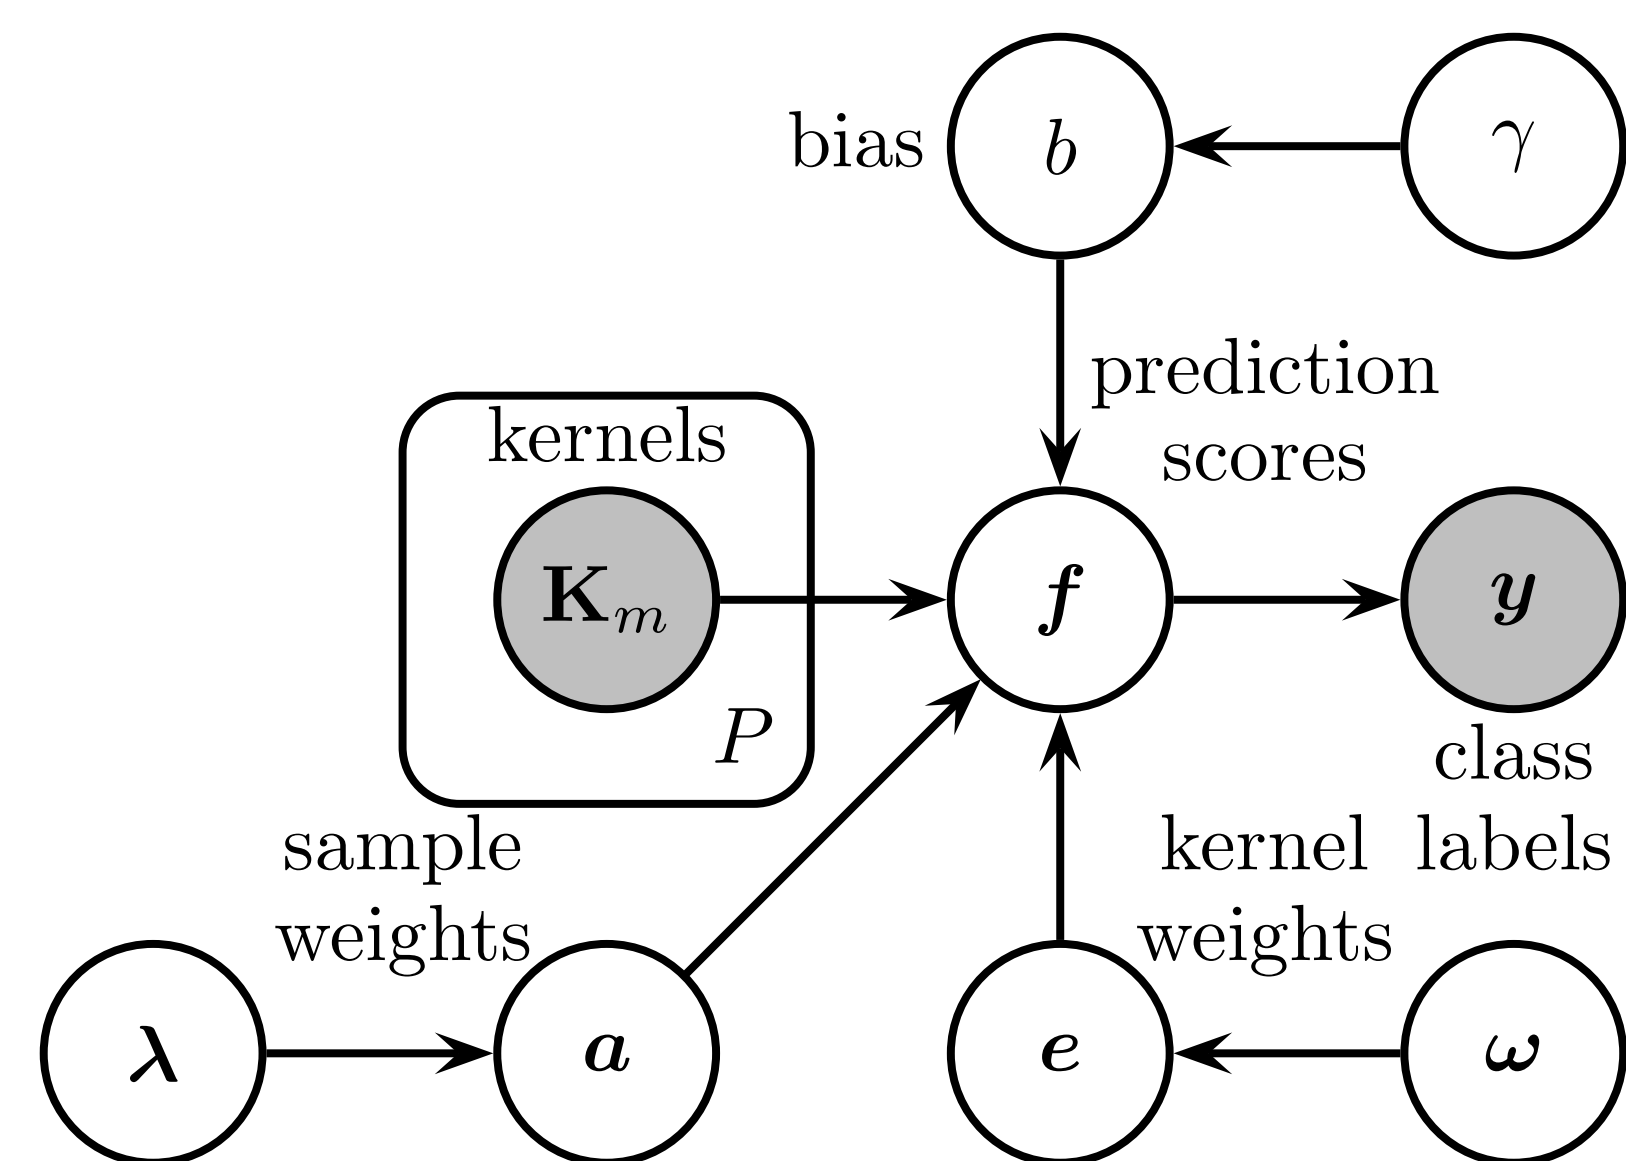 bias
b
γ
prediction
scores
kernels
𝐊ₘ
𝒇
𝒚
P
class
labels
sample
weights
kernel
weights
𝝀
𝒂
𝒆
𝝎